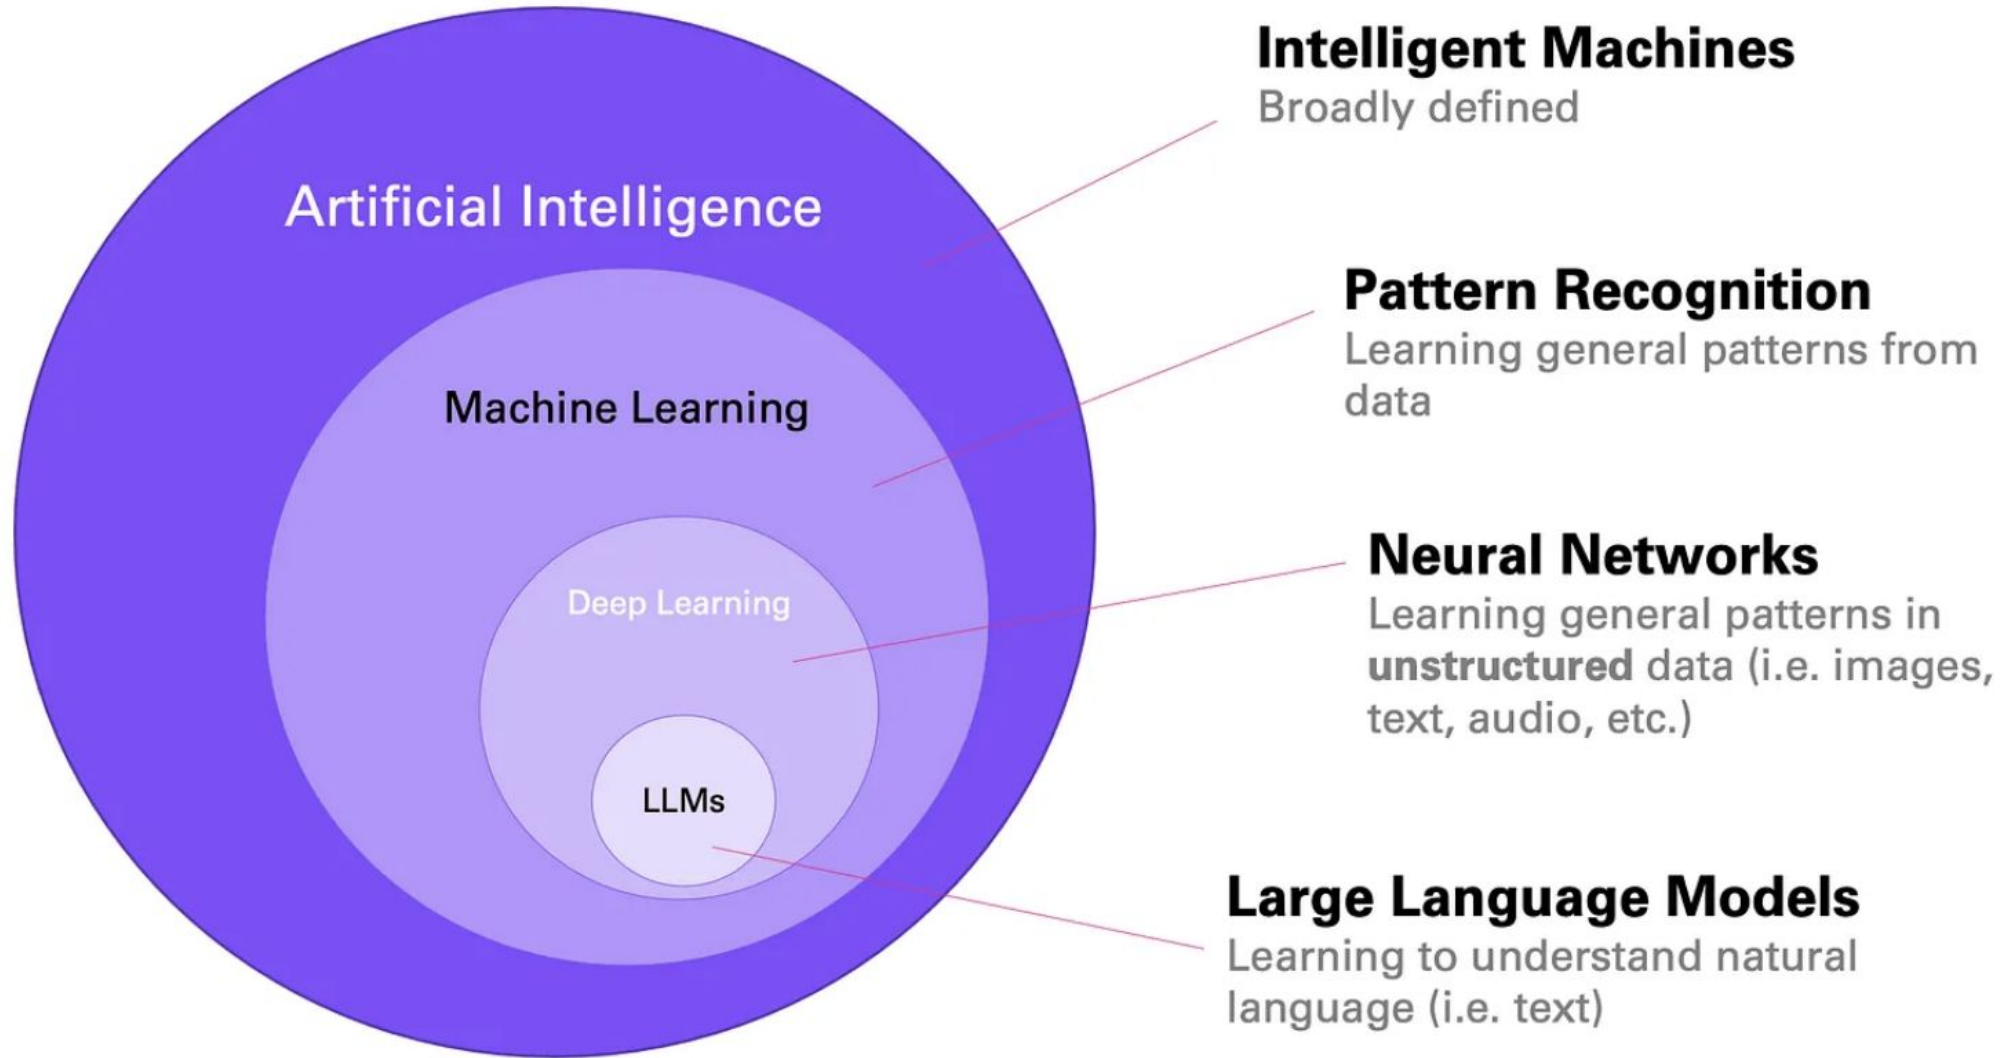 Artificial Intelligence
Machine Learning
Deep Learning
LLMs
Intelligent Machines
Broadly defined
Pattern Recognition
Learning general patterns from
data
Neural Networks
Learning general patterns in
unstructured data (i.e. images,
text, audio, etc.)
Large Language Models
Learning to understand natural
language (i.e. text)